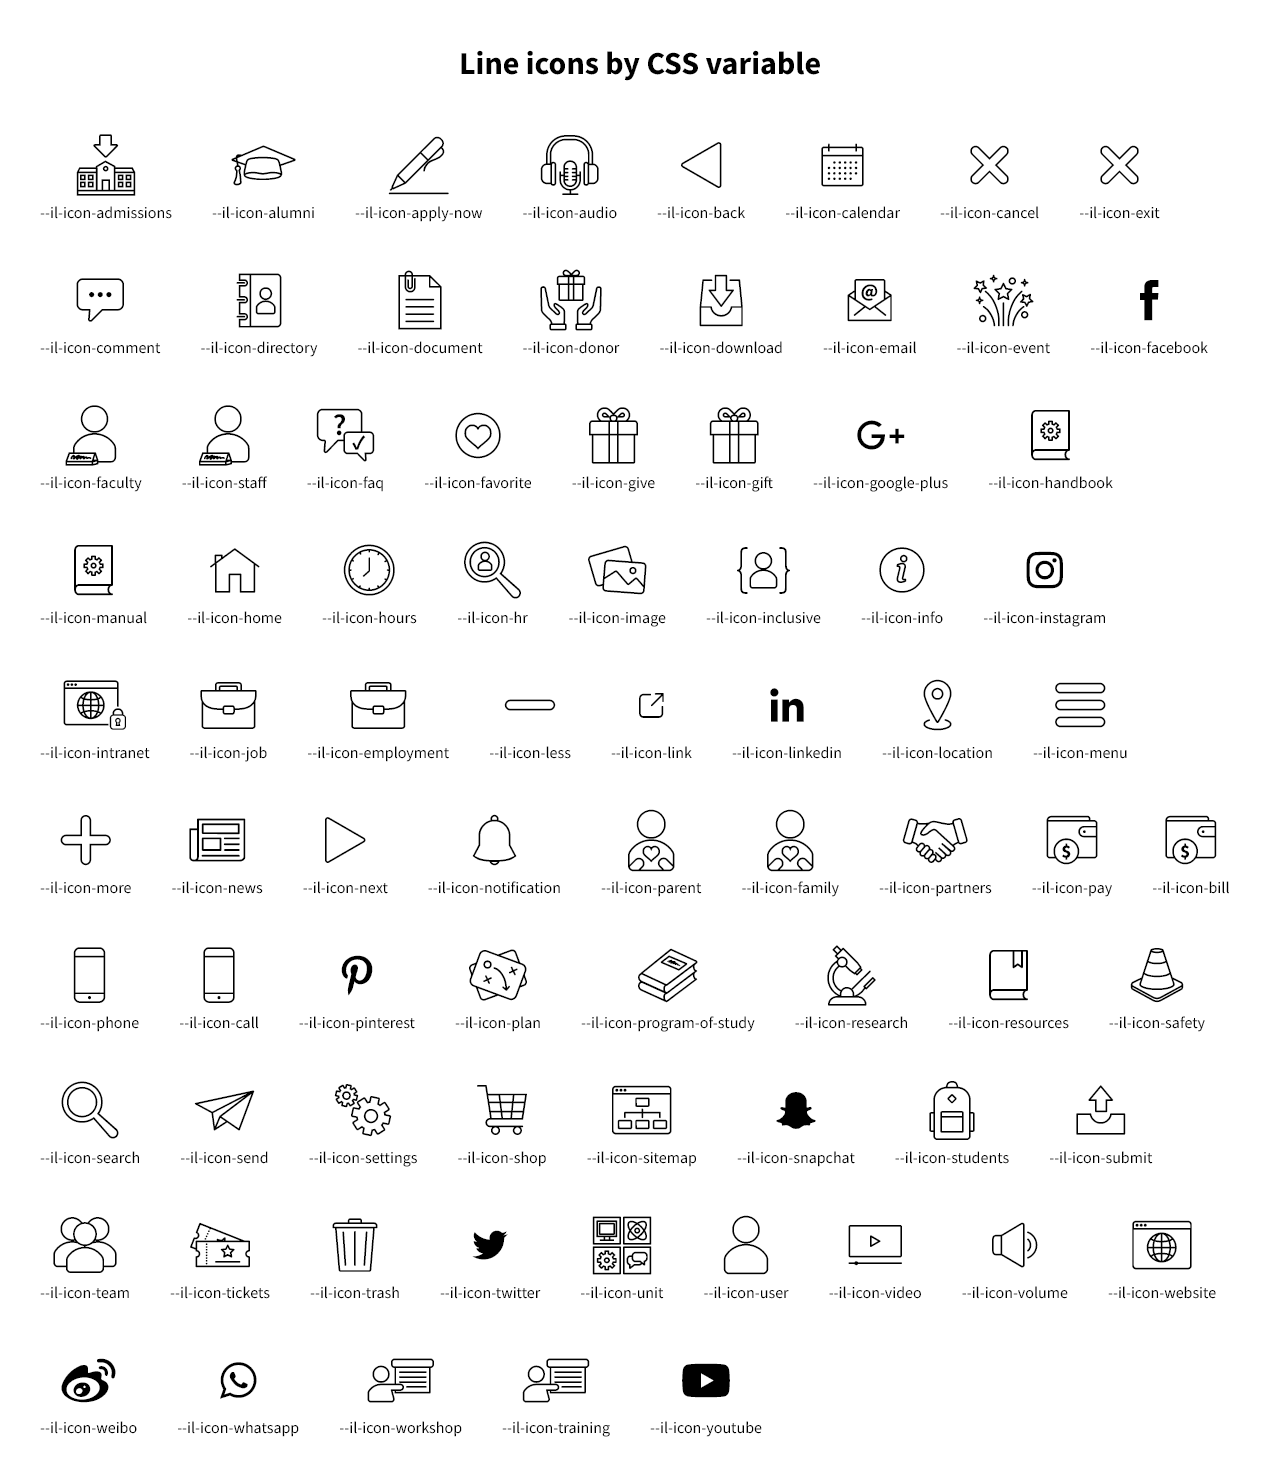 Line icons by CSS variable
--il-icon-admissions --il-icon-alumni --il-icon-apply-now --il-icon-audio --il-icon-back --il-icon-calendar --il-icon-cancel --il-icon-exit
--il-icon-comment --il-icon-directory --il-icon-document --il-icon-donor --il-icon-download --il-icon-email --il-icon-event --il-icon-facebook
--il-icon-faculty --il-icon-staff --il-icon-faq --il-icon-favorite --il-icon-give --il-icon-gift --il-icon-google-plus --il-icon-handbook
--il-icon-manual --il-icon-home --il-icon-hours --il-icon-hr --il-icon-image --il-icon-inclusive --il-icon-info --il-icon-instagram
--il-icon-intranet --il-icon-job --il-icon-employment --il-icon-less --il-icon-link --il-icon-linkedin --il-icon-location --il-icon-menu
--il-icon-more --il-icon-news --il-icon-next --il-icon-notification --il-icon-parent --il-icon-family --il-icon-partners --il-icon-pay --il-icon-bill
--il-icon-phone --il-icon-call --il-icon-pinterest --il-icon-plan --il-icon-program-of-study --il-icon-research --il-icon-resources --il-icon-safety
--il-icon-search --il-icon-send --il-icon-settings --il-icon-shop --il-icon-sitemap --il-icon-snapchat --il-icon-students --il-icon-submit
--il-icon-team --il-icon-tickets --il-icon-trash --il-icon-twitter --il-icon-unit --il-icon-user --il-icon-video --il-icon-volume --il-icon-website
--il-icon-weibo --il-icon-whatsapp --il-icon-workshop --il-icon-training --il-icon-youtube